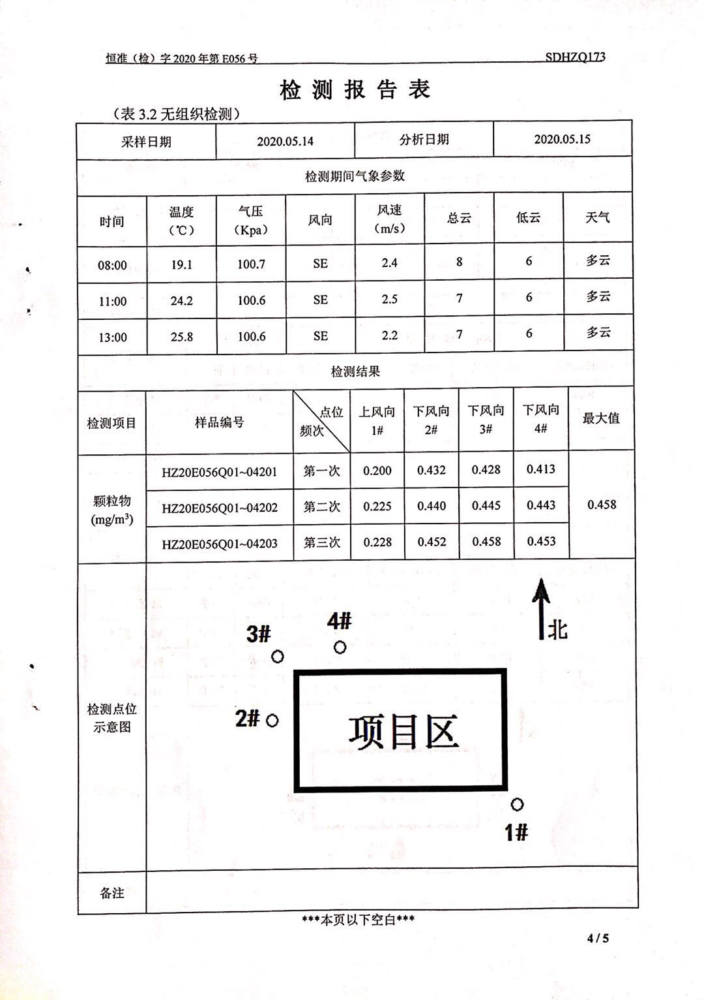 恒准（检）字 2020 年第 E056 号 SDHZQ173
检测报告表
（表 3.2 无组织检测）
采样日期 2020.05.14 分析日期 2020.05.15
检测期间气象参数
时间 温度（℃） 气压（Kpa） 风向 风速（m/s） 总云 低云 天气
08:00 19.1 100.7 SE 2.4 8 6 多云
11:00 24.2 100.6 SE 2.5 7 6 多云
13:00 25.8 100.6 SE 2.2 7 6 多云
检测结果
检测项目 样品编号 点位 频次 上风向 1# 下风向 2# 下风向 3# 下风向 4# 最大值
颗粒物 (mg/m³)
HZ20E056Q01~04201 第一次 0.200 0.432 0.428 0.413
HZ20E056Q01~04202 第二次 0.225 0.440 0.445 0.443 0.458
HZ20E056Q01~04203 第三次 0.228 0.452 0.458 0.453
检测点位
示意图
北
4#
3#
2#
项目区
1#
备注
***本页以下空白***
4 / 5